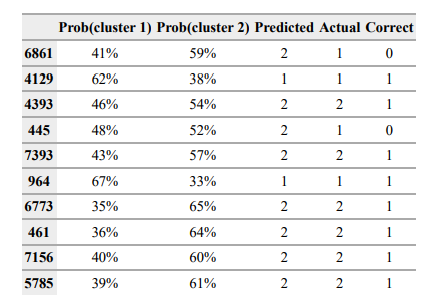 Prob(cluster 1) Prob(cluster 2) Predicted Actual Correct
6861 41% 59% 2 1 0
4129 62% 38% 1 1 1
4393 46% 54% 2 2 1
445 48% 52% 2 1 0
7393 43% 57% 2 2 1
964 67% 33% 1 1 1
6773 35% 65% 2 2 1
461 36% 64% 2 2 1
7156 40% 60% 2 2 1
5785 39% 61% 2 2 1